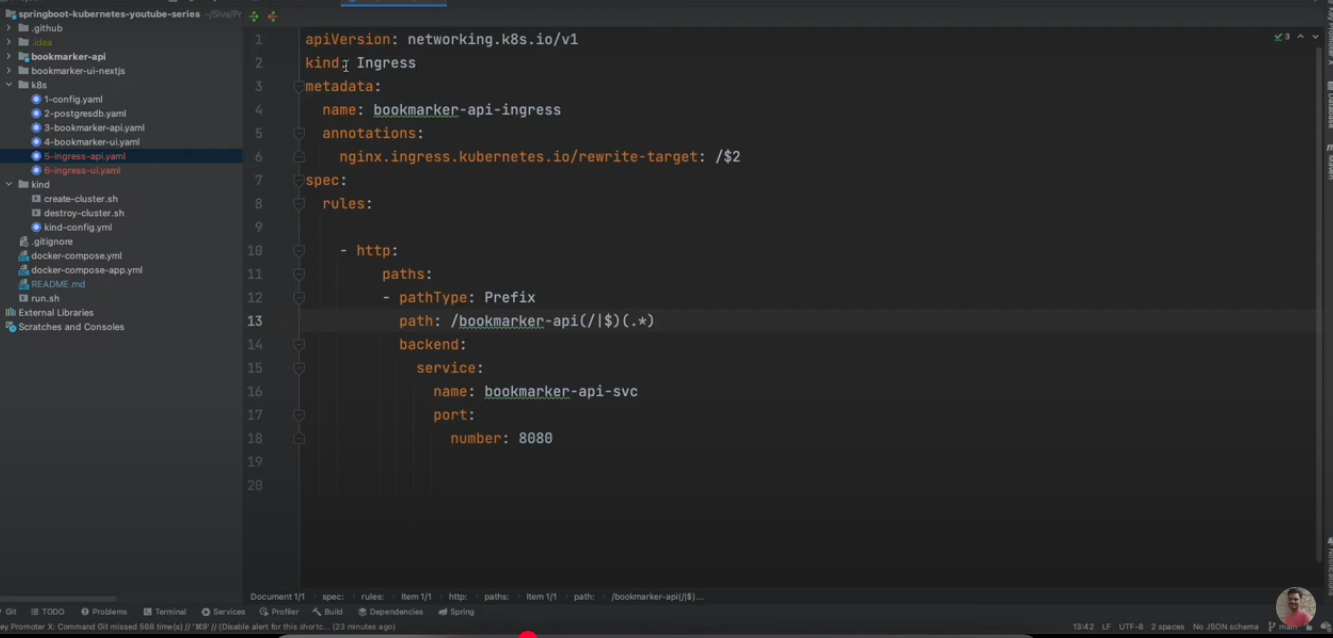 springboot-kubernetes-youtube-series ~/Siva/Pr
.github
.idea
bookmarker-api
bookmarker-ui-nextjs
k8s
1-config.yaml
2-postgresdb.yaml
3-bookmarker-api.yaml
4-bookmarker-ui.yaml
5-ingress-api.yaml
6-ingress-ui.yaml
kind
create-cluster.sh
destroy-cluster.sh
kind-config.yml
.gitignore
docker-compose.yml
docker-compose-app.yml
README.md
run.sh
External Libraries
Scratches and Consoles
1 apiVersion: networking.k8s.io/v1
2 kind: Ingress
3 metadata:
4 name: bookmarker-api-ingress
5 annotations:
6 nginx.ingress.kubernetes.io/rewrite-target: /$2
7 spec:
8 rules:
9
10 - http:
11 paths:
12 - pathType: Prefix
13 path: /bookmarker-api(/|$)(.*)
14 backend:
15 service:
16 name: bookmarker-api-svc
17 port:
18 number: 8080
19
20
3
Database
Maven
Document 1/1 spec: rules: Item 1/1 http: paths: Item 1/1 path: /bookmarker-api(/|$)...
Git TODO Problems Terminal Services Profiler Build Dependencies Spring
ey Promoter X: Command Git missed 568 time(s) // '⌘9' // (Disable alert for this shortc... (23 minutes ago)
13:42 LF UTF-8 2 spaces No JSON schema main